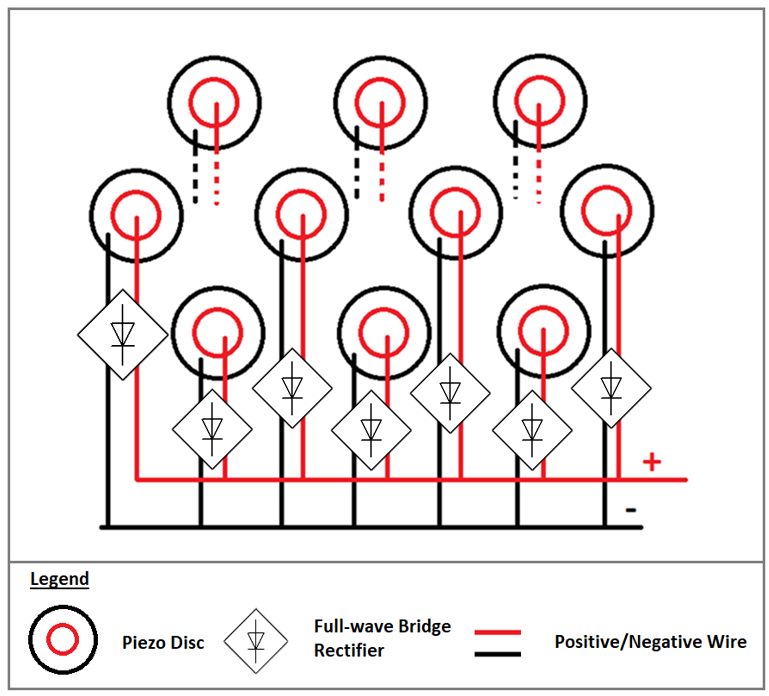 +
-
Legend
Piezo Disc
Full-wave Bridge
Rectifier
Positive/Negative Wire